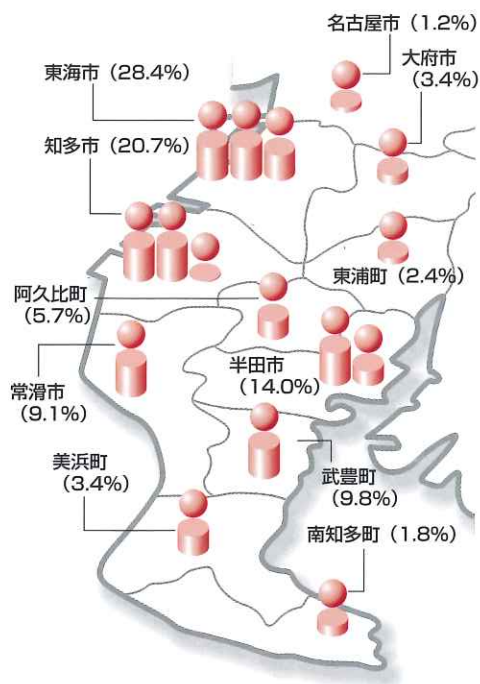 名古屋市（1.2%）
大府市
（3.4%）
東海市（28.4%）
知多市（20.7%）
東浦町（2.4%）
阿久比町
（5.7%）
半田市
（14.0%）
常滑市
（9.1%）
武豊町
（9.8%）
美浜町
（3.4%）
南知多町（1.8%）